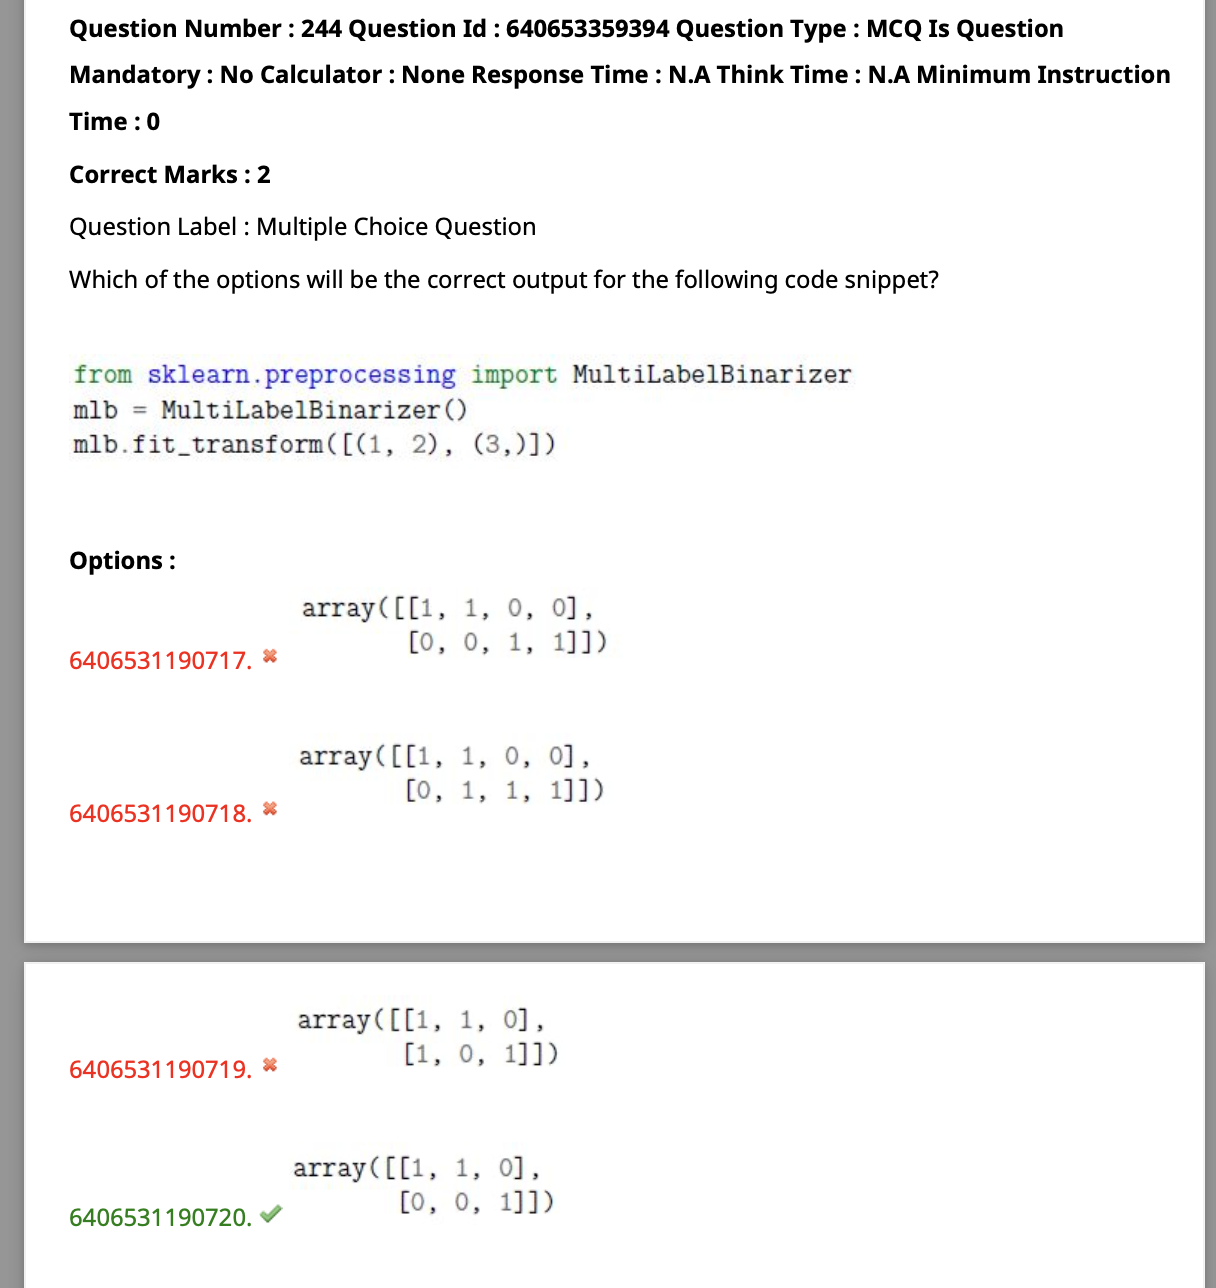 Question Number : 244 Question Id : 640653359394 Question Type : MCQ Is Question
Mandatory : No Calculator : None Response Time : N.A Think Time : N.A Minimum Instruction
Time : 0
Correct Marks : 2
Question Label : Multiple Choice Question
Which of the options will be the correct output for the following code snippet?
from sklearn.preprocessing import MultiLabelBinarizer
mlb = MultiLabelBinarizer()
mlb.fit_transform([(1, 2), (3,)])
Options :
array([[1, 1, 0, 0],
[0, 0, 1, 1]])
6406531190717.
array([[1, 1, 0, 0],
[0, 1, 1, 1]])
6406531190718.
array([[1, 1, 0],
[1, 0, 1]])
6406531190719.
array([[1, 1, 0],
[0, 0, 1]])
6406531190720.